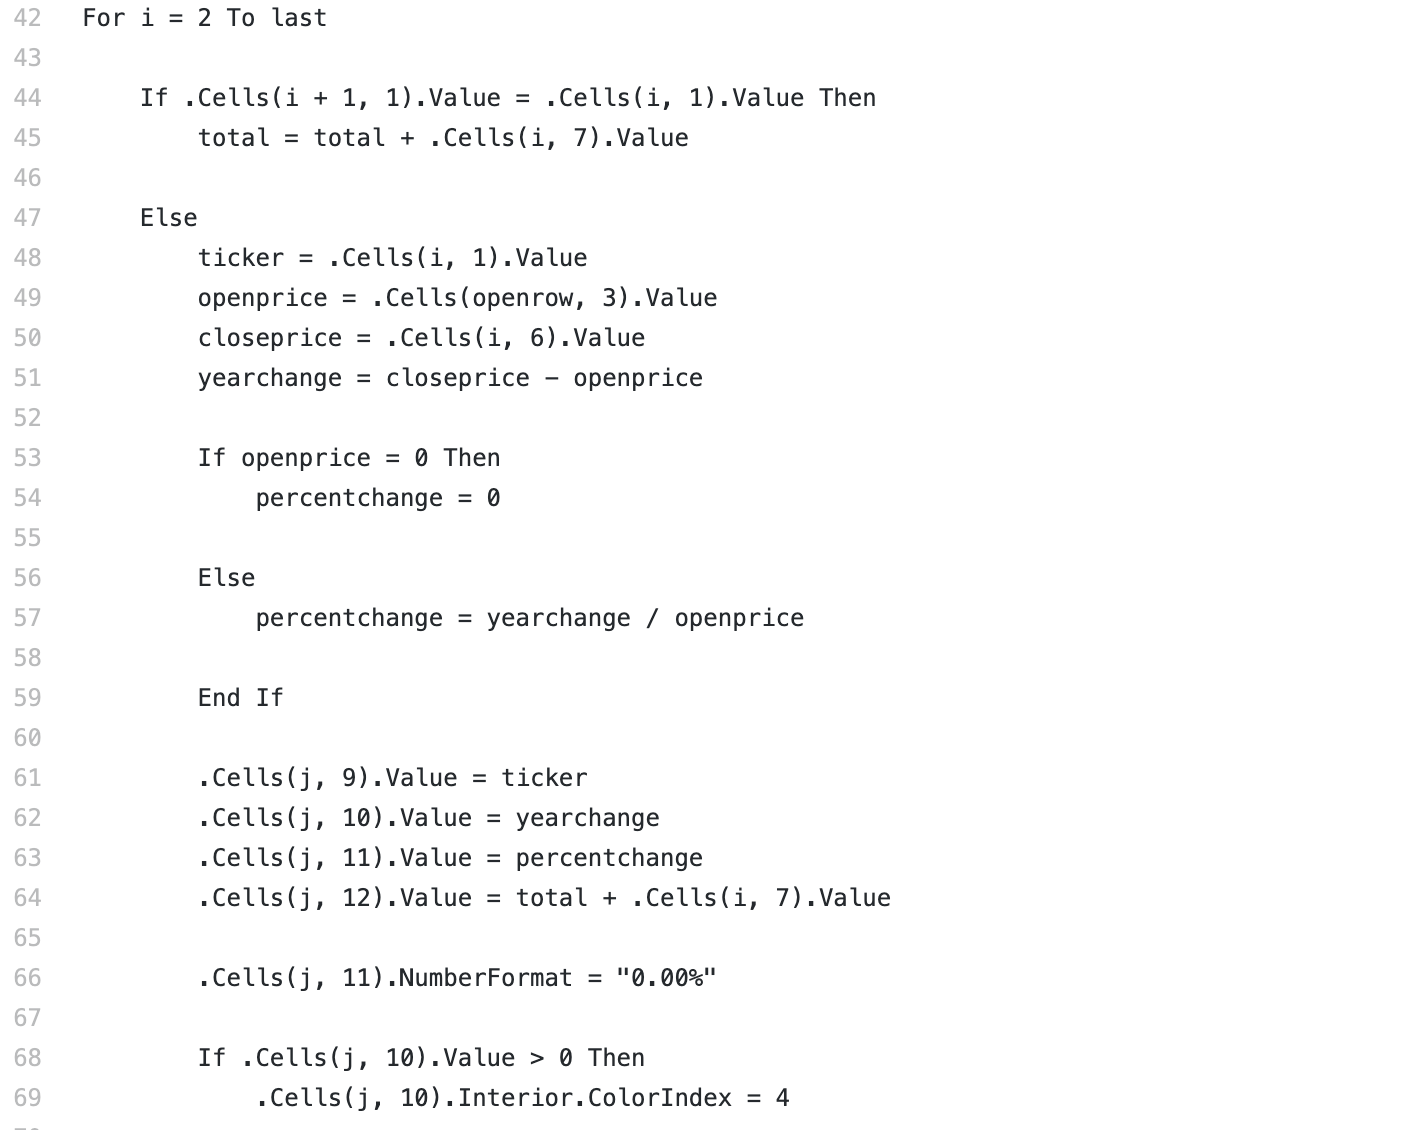 42 For i = 2 To last
43
44 If .Cells(i + 1, 1).Value = .Cells(i, 1).Value Then
45 total = total + .Cells(i, 7).Value
46
47 Else
48 ticker = .Cells(i, 1).Value
49 openprice = .Cells(openrow, 3).Value
50 closeprice = .Cells(i, 6).Value
51 yearchange = closeprice - openprice
52
53 If openprice = 0 Then
54 percentchange = 0
55
56 Else
57 percentchange = yearchange / openprice
58
59 End If
60
61 .Cells(j, 9).Value = ticker
62 .Cells(j, 10).Value = yearchange
63 .Cells(j, 11).Value = percentchange
64 .Cells(j, 12).Value = total + .Cells(i, 7).Value
65
66 .Cells(j, 11).NumberFormat = "0.00%"
67
68 If .Cells(j, 10).Value > 0 Then
69 .Cells(j, 10).Interior.ColorIndex = 4